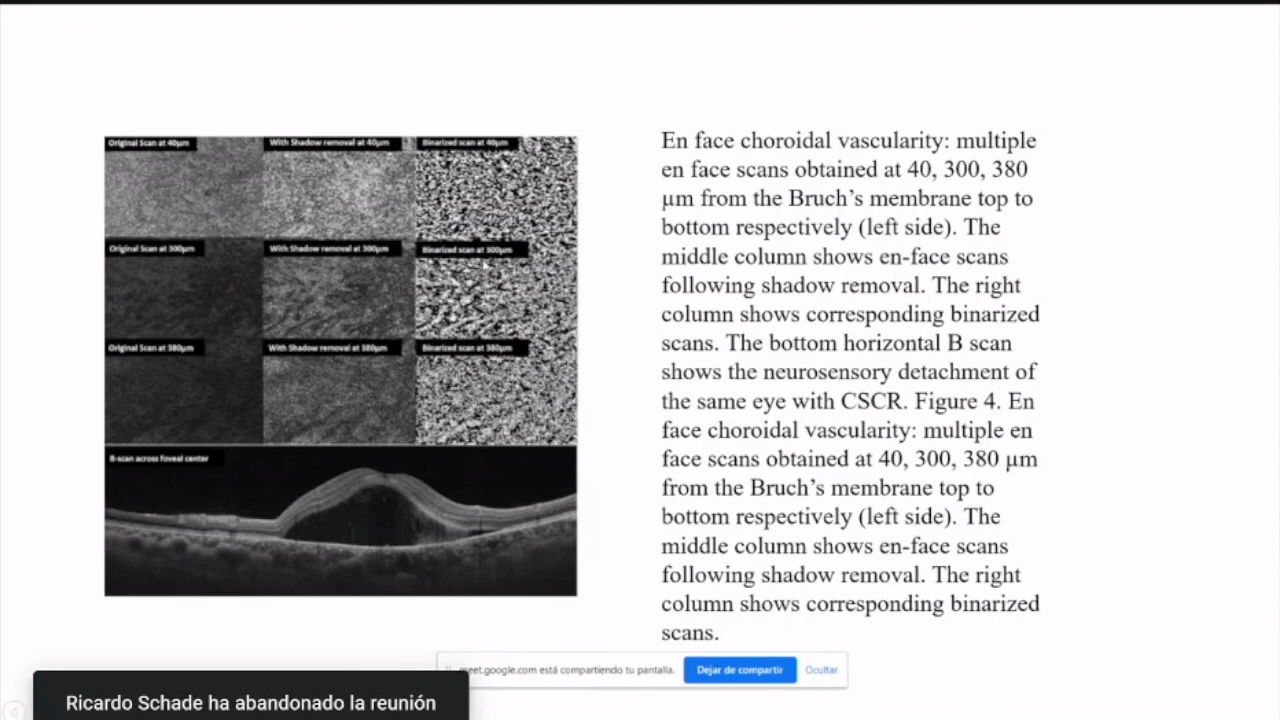 Original Scan at 40µm
With Shadow removal at 40µm
Binarized scan at 40µm
Original Scan at 300µm
With Shadow removal at 300µm
Binarized scan at 300µm
Original Scan at 380µm
With Shadow removal at 380µm
Binarized scan at 380µm
B-scan across foveal center
En face choroidal vascularity: multiple
en face scans obtained at 40, 300, 380
µm from the Bruch’s membrane top to
bottom respectively (left side). The
middle column shows en-face scans
following shadow removal. The right
column shows corresponding binarized
scans. The bottom horizontal B scan
shows the neurosensory detachment of
the same eye with CSCR. Figure 4. En
face choroidal vascularity: multiple en
face scans obtained at 40, 300, 380 µm
from the Bruch’s membrane top to
bottom respectively (left side). The
middle column shows en-face scans
following shadow removal. The right
column shows corresponding binarized
scans.
meet.google.com está compartiendo tu pantalla.
Dejar de compartir
Ocultar
Ricardo Schade ha abandonado la reunión